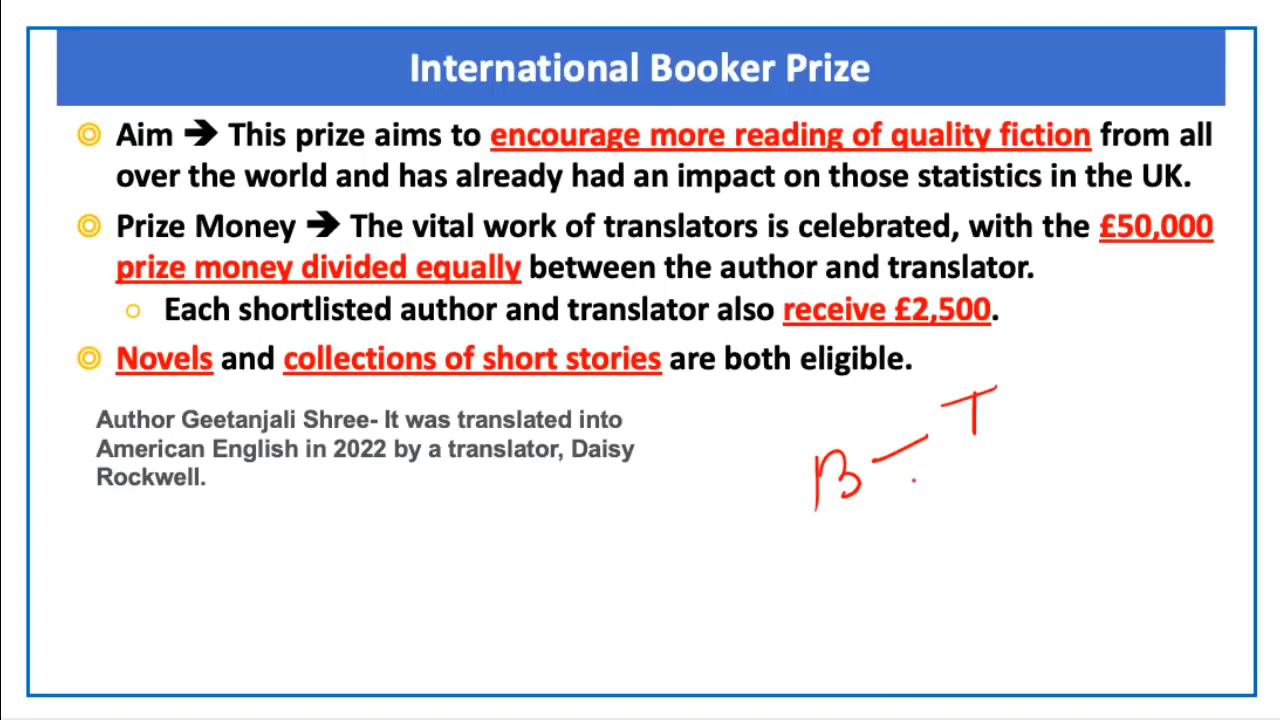 International Booker Prize
◎ Aim → This prize aims to encourage more reading of quality fiction from all
over the world and has already had an impact on those statistics in the UK.
◎ Prize Money → The vital work of translators is celebrated, with the £50,000
prize money divided equally between the author and translator.
○ Each shortlisted author and translator also receive £2,500.
◎ Novels and collections of short stories are both eligible.
Author Geetanjali Shree- It was translated into
American English in 2022 by a translator, Daisy
Rockwell.
B – T